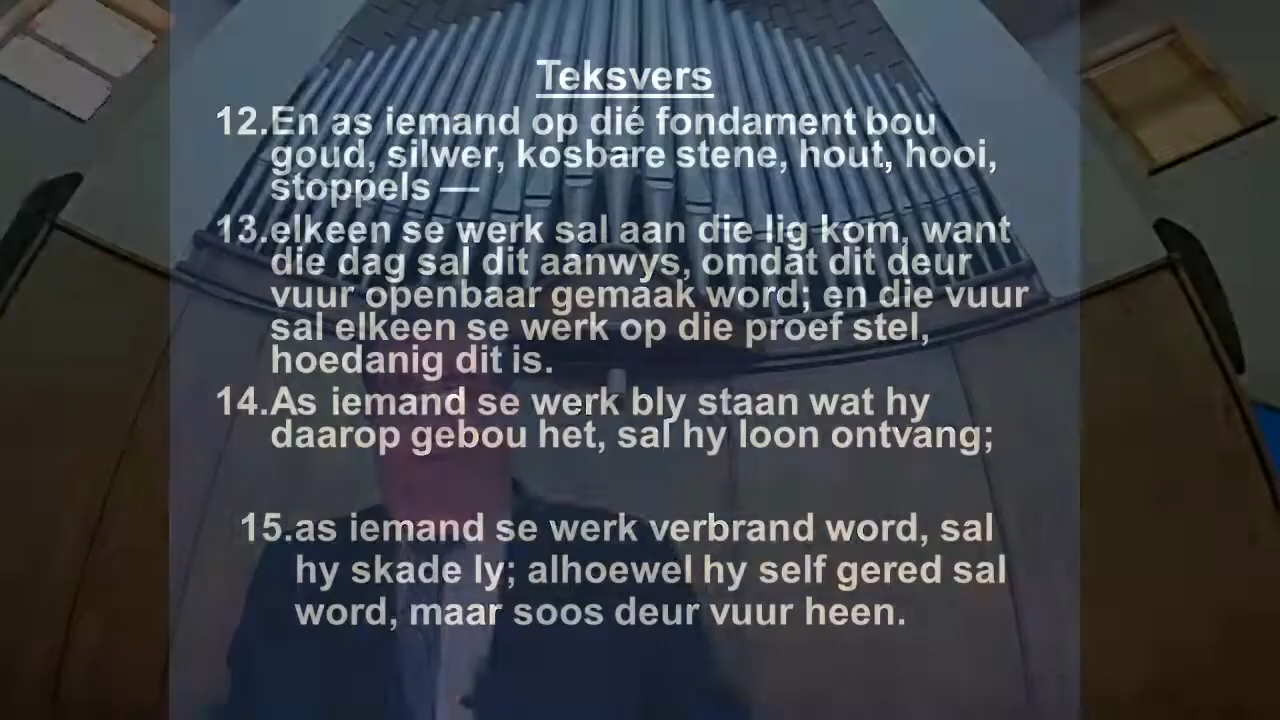 Teksvers
12.En as iemand op dié fondament bou
goud, silwer, kosbare stene, hout, hooi,
stoppels —
13.elkeen se werk sal aan die lig kom, want
die dag sal dit aanwys, omdat dit deur
vuur openbaar gemaak word; en die vuur
sal elkeen se werk op die proef stel,
hoedanig dit is.
14.As iemand se werk bly staan wat hy
daarop gebou het, sal hy loon ontvang;
15.as iemand se werk verbrand word, sal
hy skade ly; alhoewel hy self gered sal
word, maar soos deur vuur heen.